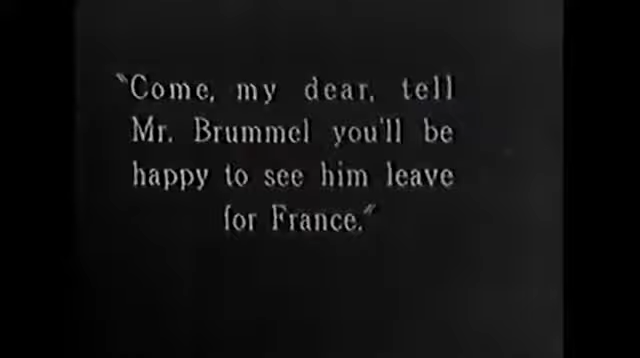 "Come, my dear, tell
Mr. Brummel you'll be
happy to see him leave
for France."